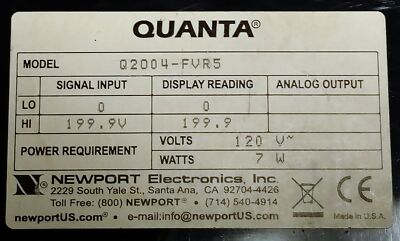 QUANTA®
MODEL Q2004-FVR5
SIGNAL INPUT DISPLAY READING ANALOG OUTPUT
LO 0 0
HI 199.9V 199.9
POWER REQUIREMENT VOLTS 120 V~
WATTS 7 W
N ® NEWPORT Electronics, Inc.
2229 South Yale St., Santa Ana, CA 92704-4426
Toll Free: (800) NEWPORT® • (714) 540-4914
newportUS.com® • e-mail:info@newportUS.com
CE
Made in U.S.A.